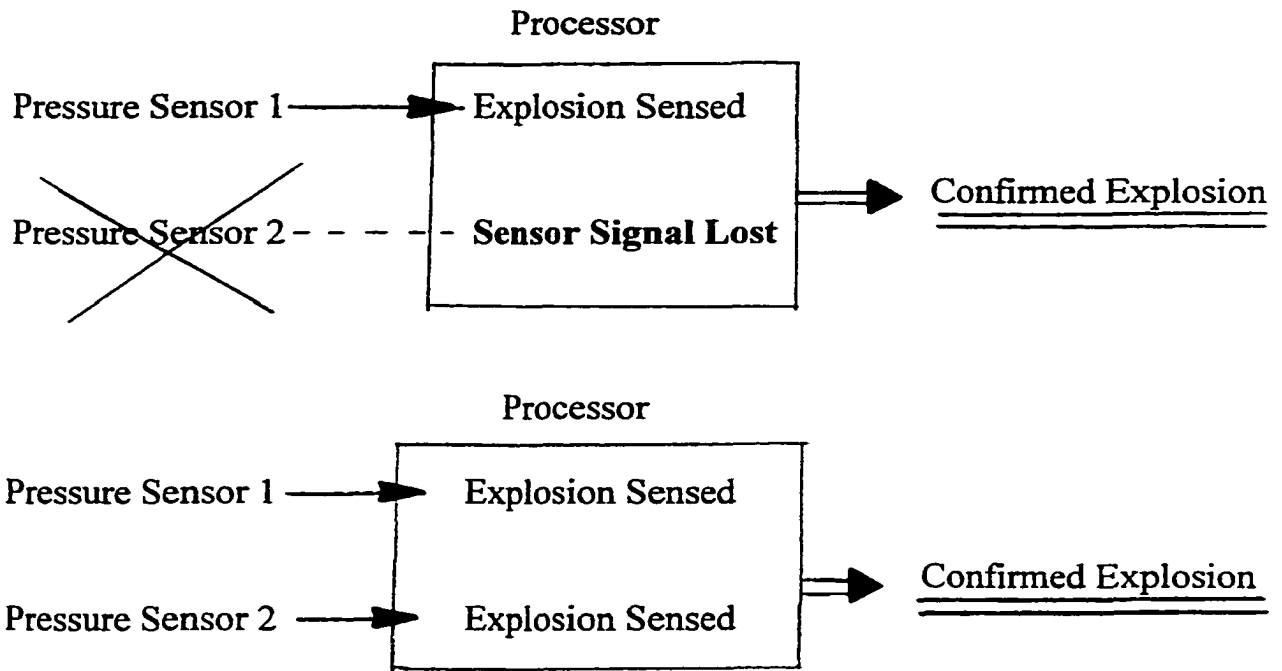 Processor
Pressure Sensor 1
Explosion Sensed
Pressure Sensor 2
Sensor Signal Lost
Confirmed Explosion
Processor
Pressure Sensor 1
Explosion Sensed
Pressure Sensor 2
Explosion Sensed
Confirmed Explosion